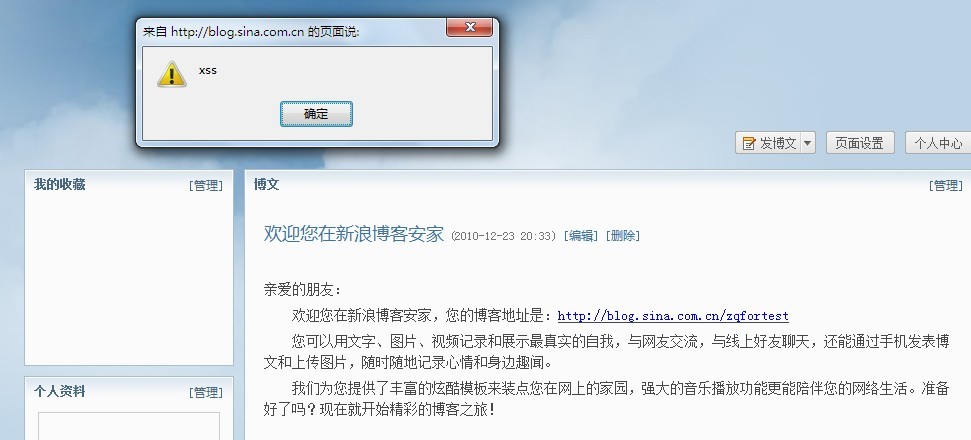 来自 http://blog.sina.com.cn 的页面说:
xss
确定
发博文
页面设置
个人中心
我的收藏 [管理]
博文 [管理]
欢迎您在新浪博客安家 (2010-12-23 20:33) [编辑] [删除]
亲爱的朋友：
欢迎您在新浪博客安家，您的博客地址是：http://blog.sina.com.cn/zqfortest
您可以用文字、图片、视频记录和展示最真实的自我，与网友交流，与线上好友聊天，还能通过手机发表博
文和上传图片，随时随地记录心情和身边趣闻。
我们为您提供了丰富的炫酷模板来装点您在网上的家园，强大的音乐播放功能更能陪伴您的网络生活。准备
好了吗？现在就开始精彩的博客之旅！
个人资料 [管理]